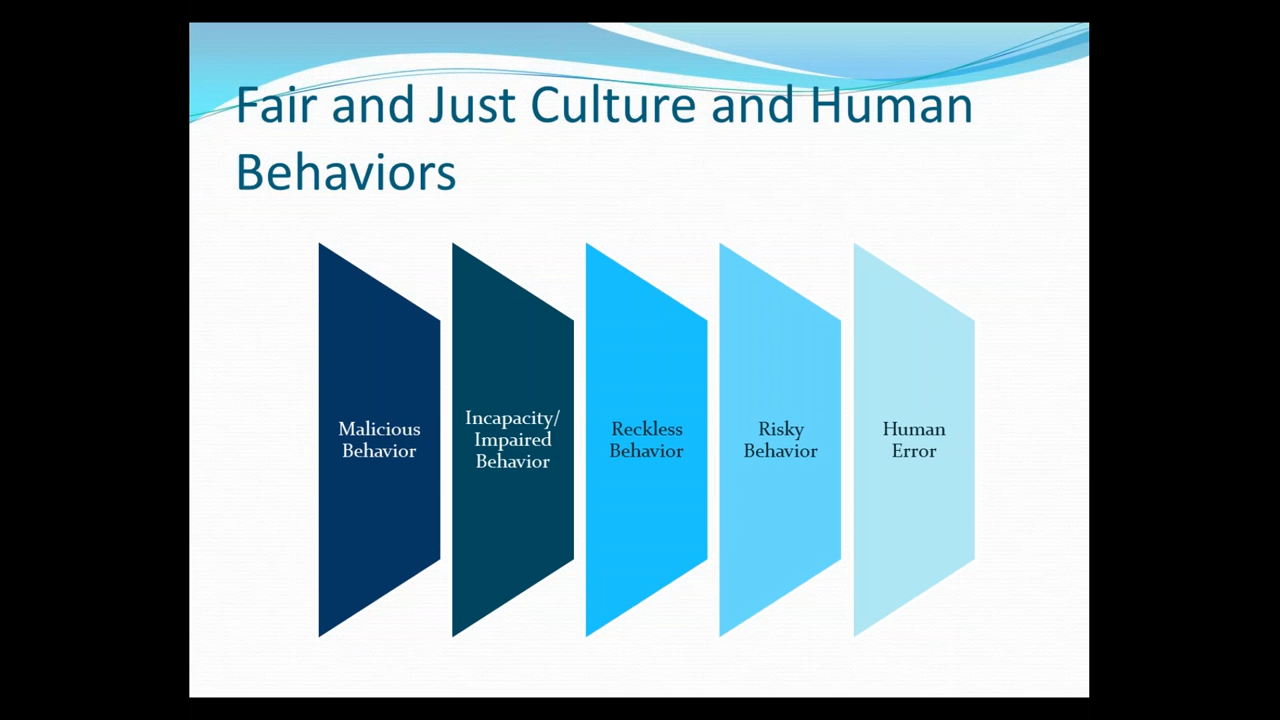 Fair and Just Culture and Human
Behaviors
Malicious
Behavior
Incapacity/
Impaired
Behavior
Reckless
Behavior
Risky
Behavior
Human
Error